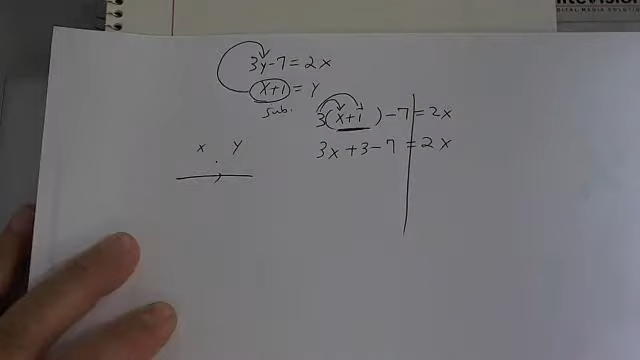 3y-7=2x
x+1=y
sub.
3(x+1)-7=2x
3x+3-7=2x
x , y